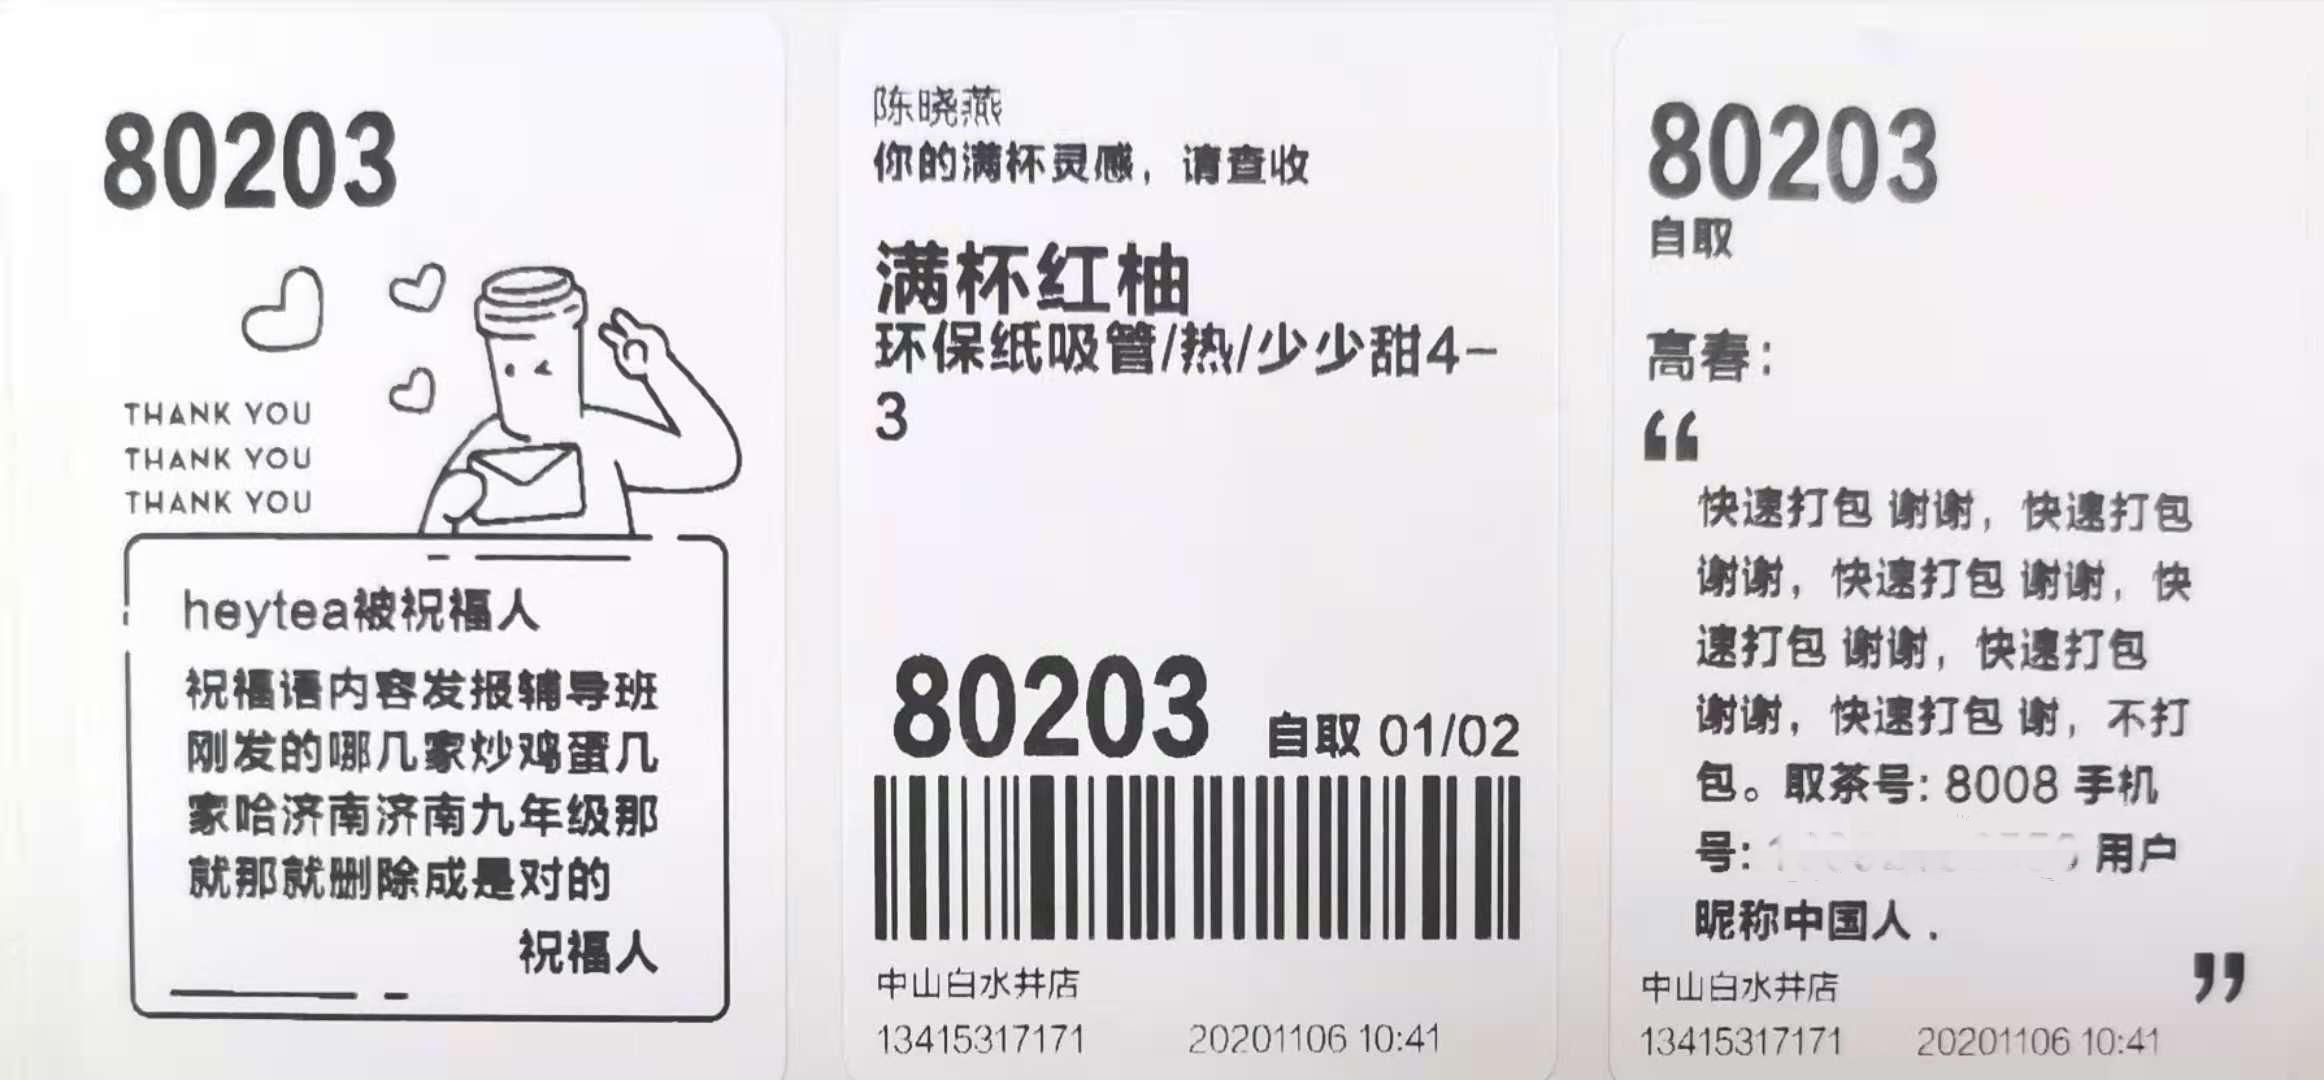 80203
THANK YOU
THANK YOU
THANK YOU
heytea被祝福人
祝福语内容发报辅导班
刚发的哪几家炒鸡蛋几
家哈济南济南九年级那
就那就删除成是对的
祝福人
陈晓燕
你的满杯灵感，请查收
满杯红柚
环保纸吸管/热/少少甜4-
3
80203 自取 01/02
中山白水井店
13415317171 20201106 10:41
80203
自取
高春：
“
快速打包 谢谢，快速打包
谢谢，快速打包 谢谢，快
速打包 谢谢，快速打包
谢谢，快速打包 谢，不打
包。取茶号: 8008 手机
号: 用户
昵称中国人 .
”
中山白水井店
13415317171 20201106 10:41